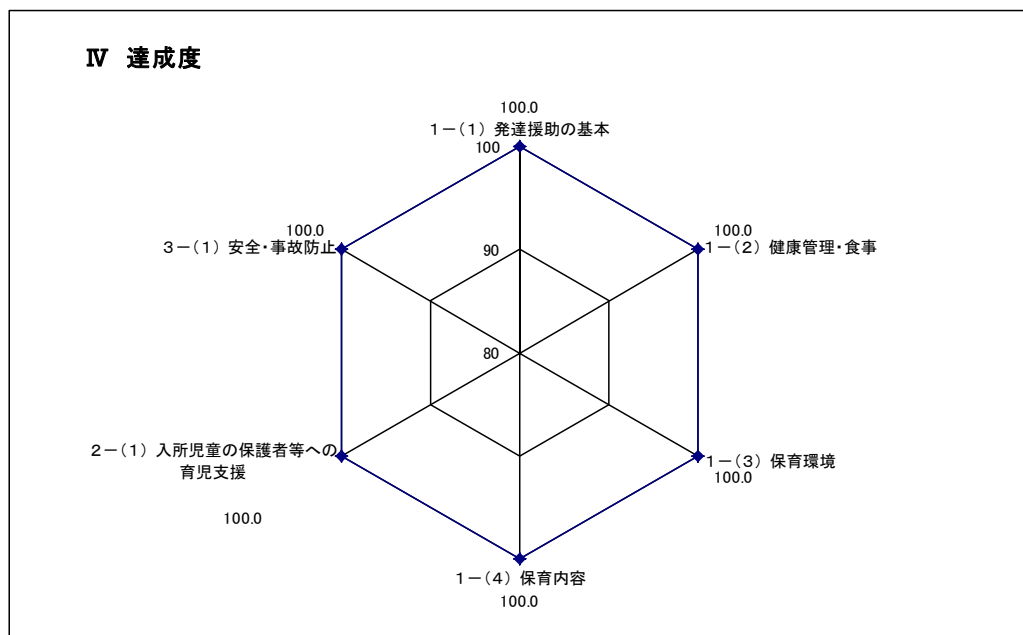 Ⅳ 達成度
100.0
1-(1) 発達援助の基本
100
100.0
1-(2) 健康管理・食事
100.0
3-(1) 安全・事故防止
90
80
2-(1) 入所児童の保護者等への
育児支援
100.0
1-(3) 保育環境
100.0
1-(4) 保育内容
100.0